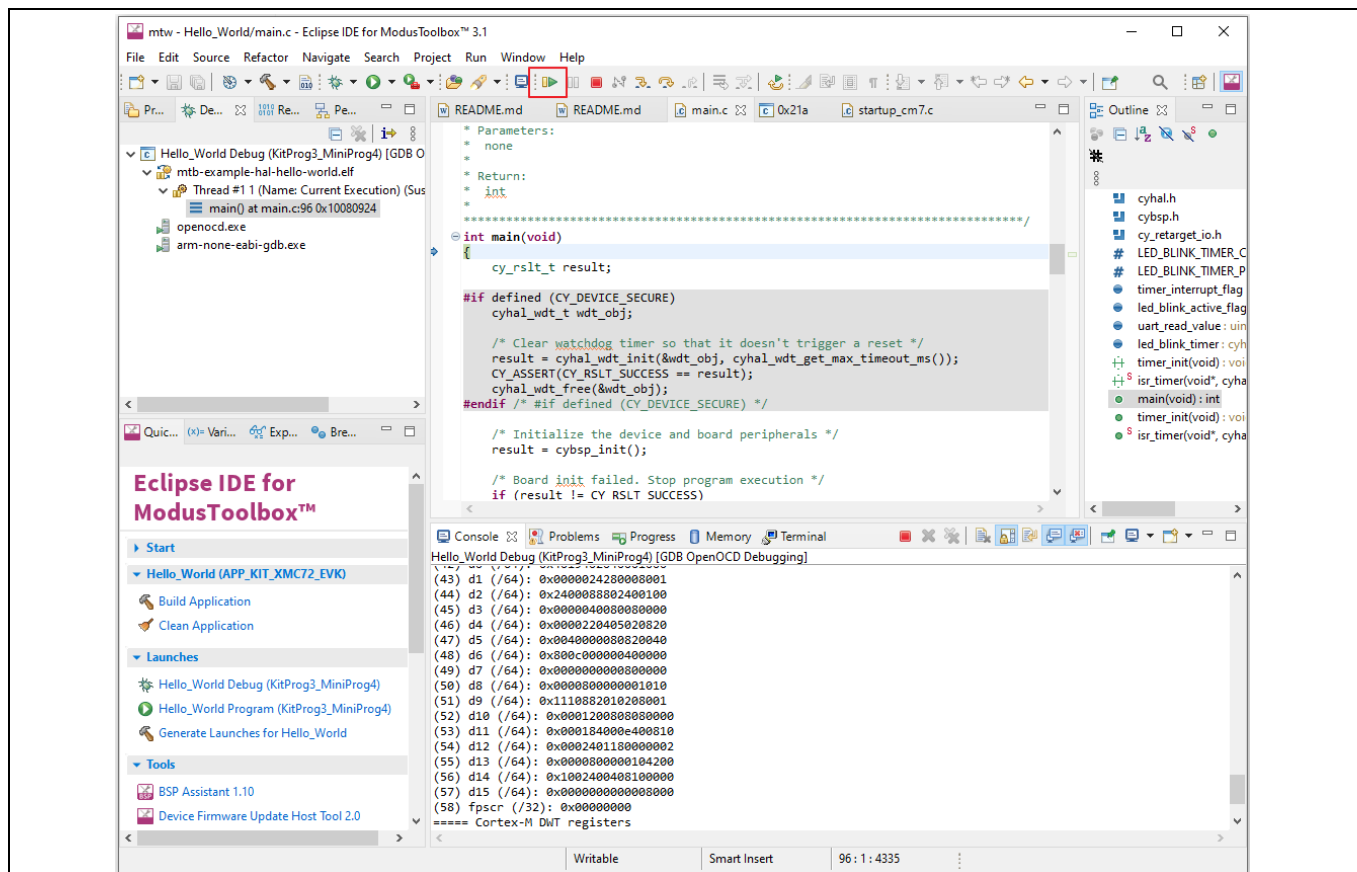 mtw - Hello_World/main.c - Eclipse IDE for ModusToolbox™ 3.1
File Edit Source Refactor Navigate Search Project Run Window Help
Pr... De... Re... Pe...
Hello_World Debug (KitProg3_MiniProg4) [GDB O
mtb-example-hal-hello-world.elf
Thread #1 1 (Name: Current Execution) (Sus
main() at main.c:96 0x10080924
openocd.exe
arm-none-eabi-gdb.exe
README.md README.md main.c 0x21a startup_cm7.c
* Parameters:
* none
*
* Return:
* int
*
*******************************************************************************/
int main(void)
{
cy_rslt_t result;
#if defined (CY_DEVICE_SECURE)
cyhal_wdt_t wdt_obj;
/* Clear watchdog timer so that it doesn't trigger a reset */
result = cyhal_wdt_init(&wdt_obj, cyhal_wdt_get_max_timeout_ms());
CY_ASSERT(CY_RSLT_SUCCESS == result);
cyhal_wdt_free(&wdt_obj);
#endif /* #if defined (CY_DEVICE_SECURE) */
/* Initialize the device and board peripherals */
result = cybsp_init();
/* Board init failed. Stop program execution */
if (result != CY_RSLT_SUCCESS)
Outline
cyhal.h
cybsp.h
cy_retarget_io.h
LED_BLINK_TIMER_C
LED_BLINK_TIMER_P
timer_interrupt_flag
led_blink_active_flag
uart_read_value : uin
led_blink_timer : cyh
timer_init(void) : voi
isr_timer(void*, cyha
main(void) : int
timer_init(void) : voi
isr_timer(void*, cyha
Quic... (x)= Vari... Exp... Bre...
Eclipse IDE for
ModusToolbox™
Start
Hello_World (APP_KIT_XMC72_EVK)
Build Application
Clean Application
Launches
Hello_World Debug (KitProg3_MiniProg4)
Hello_World Program (KitProg3_MiniProg4)
Generate Launches for Hello_World
Tools
BSP Assistant 1.10
Device Firmware Update Host Tool 2.0
Console Problems Progress Memory Terminal
Hello_World Debug (KitProg3_MiniProg4) [GDB OpenOCD Debugging]
(43) d1 (/64): 0x0000024280008001
(44) d2 (/64): 0x2400088802400100
(45) d3 (/64): 0x0000040080080000
(46) d4 (/64): 0x0000220405020820
(47) d5 (/64): 0x0040000080820040
(48) d6 (/64): 0x800c000000400000
(49) d7 (/64): 0x0000000000800000
(50) d8 (/64): 0x0000800000001010
(51) d9 (/64): 0x1110882010208001
(52) d10 (/64): 0x0001200808080000
(53) d11 (/64): 0x000184000e400810
(54) d12 (/64): 0x0002401180000002
(55) d13 (/64): 0x0000800000104200
(56) d14 (/64): 0x1002400408100000
(57) d15 (/64): 0x0000000000008000
(58) fpscr (/32): 0x00000000
===== Cortex-M DWT registers
Writable Smart Insert 96 : 1 : 4335